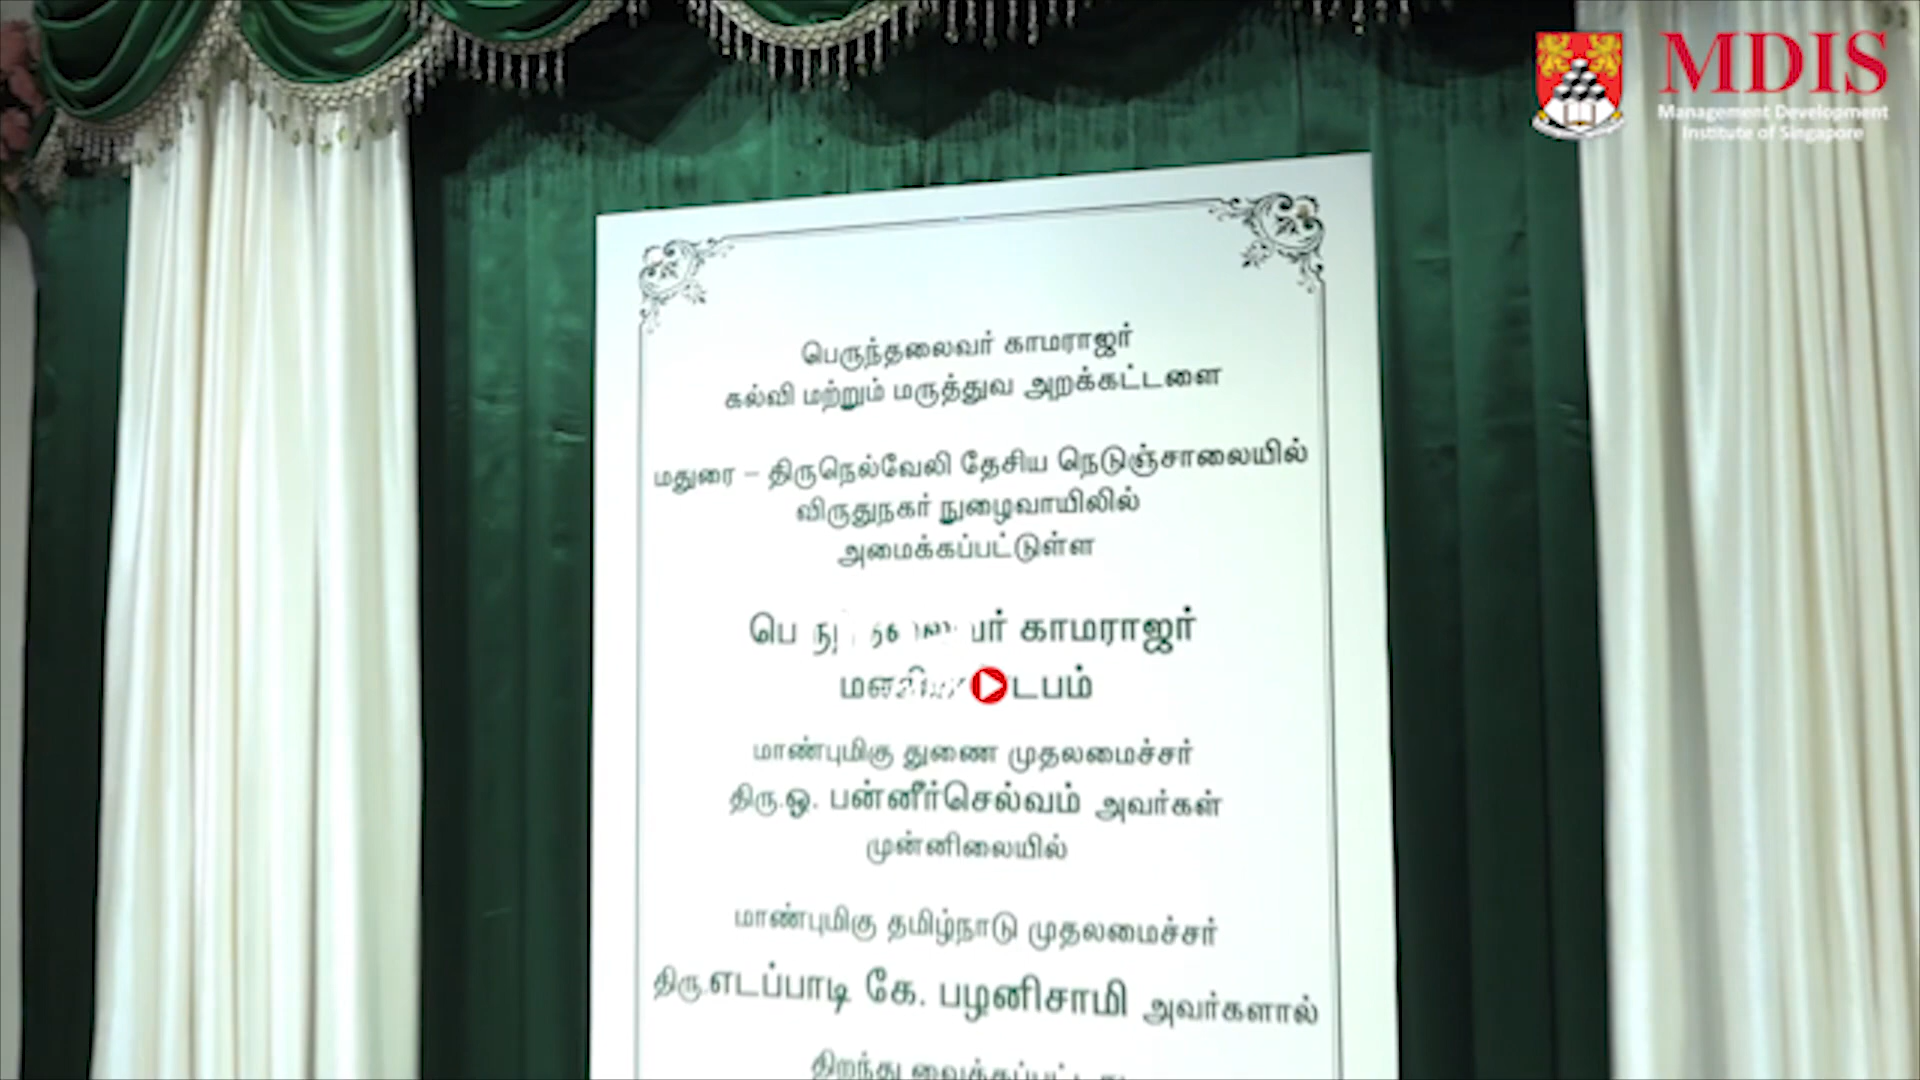 MDIS
Management Development
Institute of Singapore
பெருந்தலைவர் காமராஜர்
கல்வி மற்றும் மருத்துவ அறக்கட்டளை
மதுரை – திருநெல்வேலி தேசிய நெடுஞ்சாலையில்
விருதுநகர் நுழைவாயிலில்
அமைக்கப்பட்டுள்ள
காமராஜர்
மாண்புமிகு துணை முதலமைச்சர்
திரு.ஓ. பன்னீர்செல்வம் அவர்கள்
முன்னிலையில்
மாண்புமிகு தமிழ்நாடு முதலமைச்சர்
திரு.எடப்பாடி கே. பழனிசாமி அவர்களால்
திறந்து